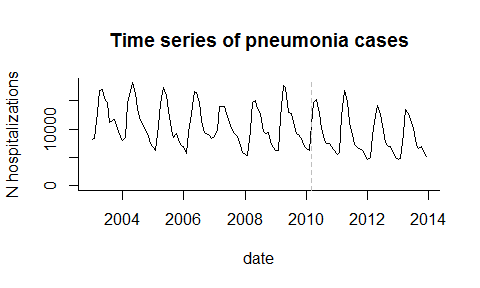 Time series of pneumonia cases
N hospitalizations
10000
0
2004 2006 2008 2010 2012 2014
date